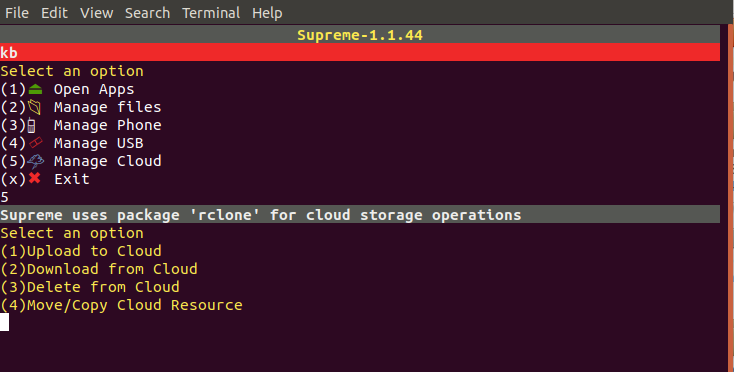 File Edit View Search Terminal Help
Supreme-1.1.44
kb
Select an option
(1) Open Apps
(2) Manage files
(3) Manage Phone
(4) Manage USB
(5) Manage Cloud
(x)✖ Exit
5
Supreme uses package 'rclone' for cloud storage operations
Select an option
(1)Upload to Cloud
(2)Download from Cloud
(3)Delete from Cloud
(4)Move/Copy Cloud Resource